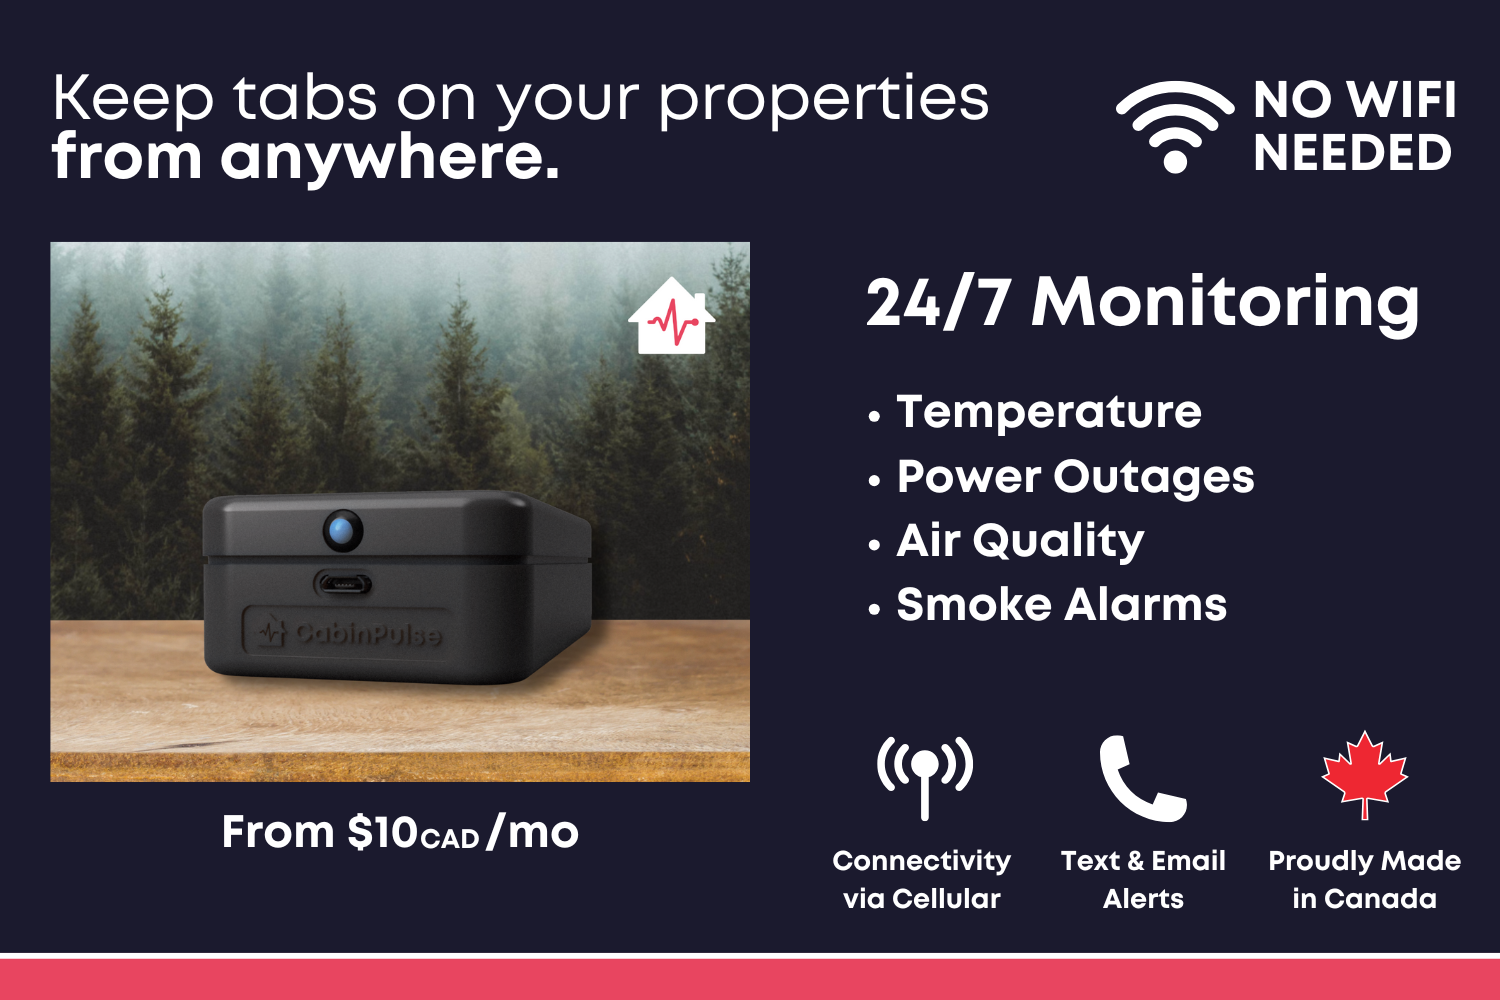 Keep tabs on your properties
from anywhere.
NO WIFI
NEEDED
CabinPulse
From $10CAD/mo
24/7 Monitoring
• Temperature
• Power Outages
• Air Quality
• Smoke Alarms
Connectivity
via Cellular
Text & Email
Alerts
Proudly Made
in Canada